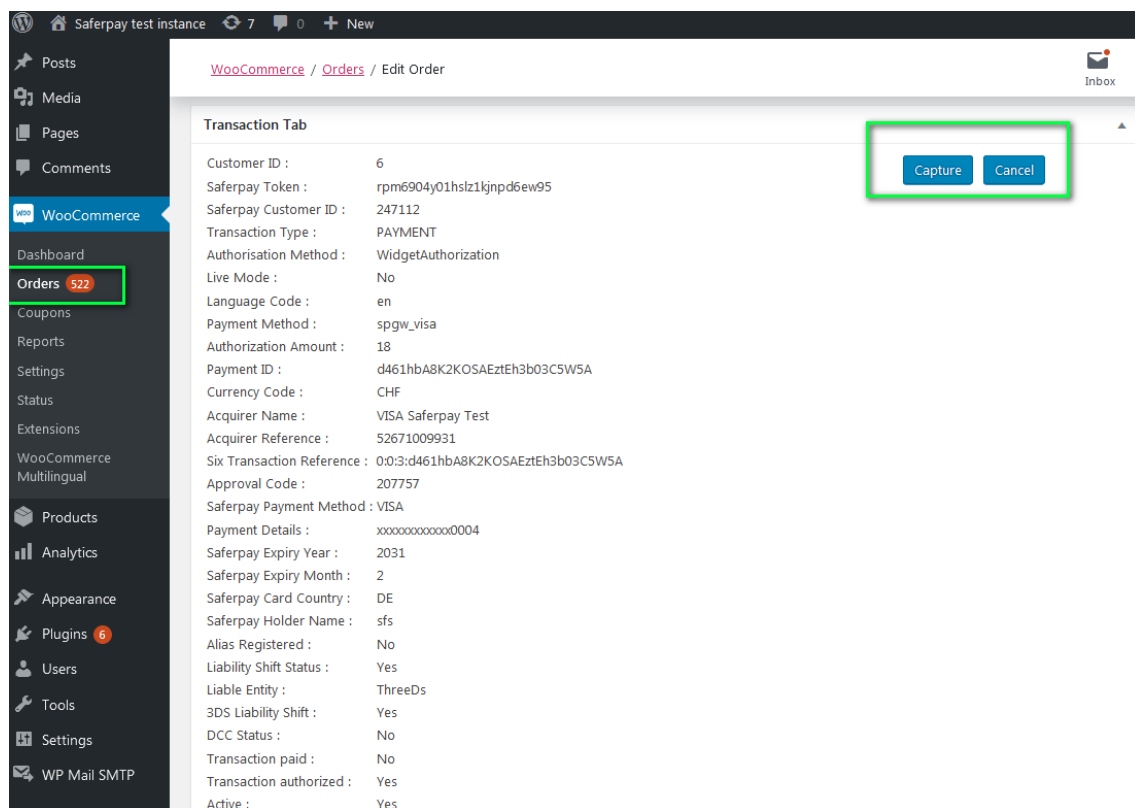 Saferpay test instance 7 0 + New
Posts
Media
Pages
Comments
WooCommerce
Dashboard
Orders 522
Coupons
Reports
Settings
Status
Extensions
WooCommerce
Multilingual
Products
Analytics
Appearance
Plugins 6
Users
Tools
Settings
WP Mail SMTP
WooCommerce / Orders / Edit Order
Inbox
Transaction Tab
Capture Cancel
Customer ID : 6
Saferpay Token : rpm6904y01hslz1kjnpd6ew95
Saferpay Customer ID : 247112
Transaction Type : PAYMENT
Authorisation Method : WidgetAuthorization
Live Mode : No
Language Code : en
Payment Method : spgw_visa
Authorization Amount : 18
Payment ID : d461hbA8K2KOSAEztEh3b03C5W5A
Currency Code : CHF
Acquirer Name : VISA Saferpay Test
Acquirer Reference : 52671009931
Six Transaction Reference : 0:0:3:d461hbA8K2KOSAEztEh3b03C5W5A
Approval Code : 207757
Saferpay Payment Method : VISA
Payment Details : xxxxxxxxxxxx0004
Saferpay Expiry Year : 2031
Saferpay Expiry Month : 2
Saferpay Card Country : DE
Saferpay Holder Name : sfs
Alias Registered : No
Liability Shift Status : Yes
Liable Entity : ThreeDs
3DS Liability Shift : Yes
DCC Status : No
Transaction paid : No
Transaction authorized : Yes
Active : Yes